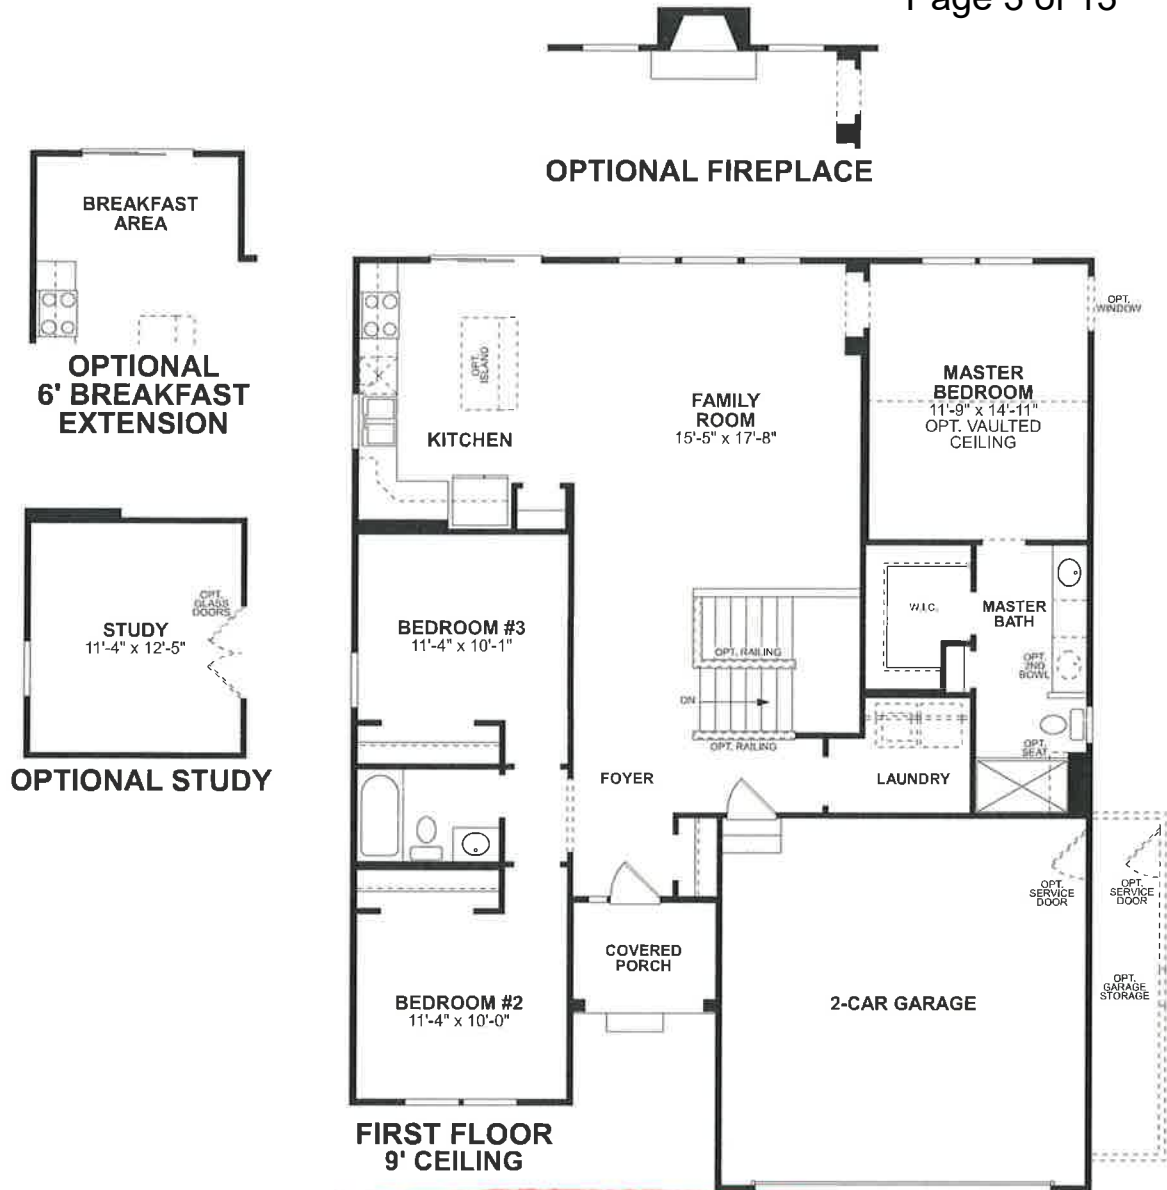 Page 3 of 13
OPTIONAL FIREPLACE
BREAKFAST
AREA
OPTIONAL
6' BREAKFAST
EXTENSION
OPT.
GLASS
DOORS
STUDY
11'-4" x 12'-5"
OPTIONAL STUDY
OPT.
ISLAND
KITCHEN
FAMILY
ROOM
15'-5" x 17'-8"
MASTER
BEDROOM
11'-9" x 14'-11"
OPT. VAULTED
CEILING
OPT.
WINDOW
BEDROOM #3
11'-4" x 10'-1"
W.I.C.
MASTER
BATH
OPT.
2ND
BOWL
OPT. RAILING
DN
OPT. RAILING
OPT.
SEAT
FOYER
LAUNDRY
OPT.
SERVICE
DOOR
OPT.
SERVICE
DOOR
COVERED
PORCH
BEDROOM #2
11'-4" x 10'-0"
2-CAR GARAGE
OPT.
GARAGE
STORAGE
FIRST FLOOR
9' CEILING